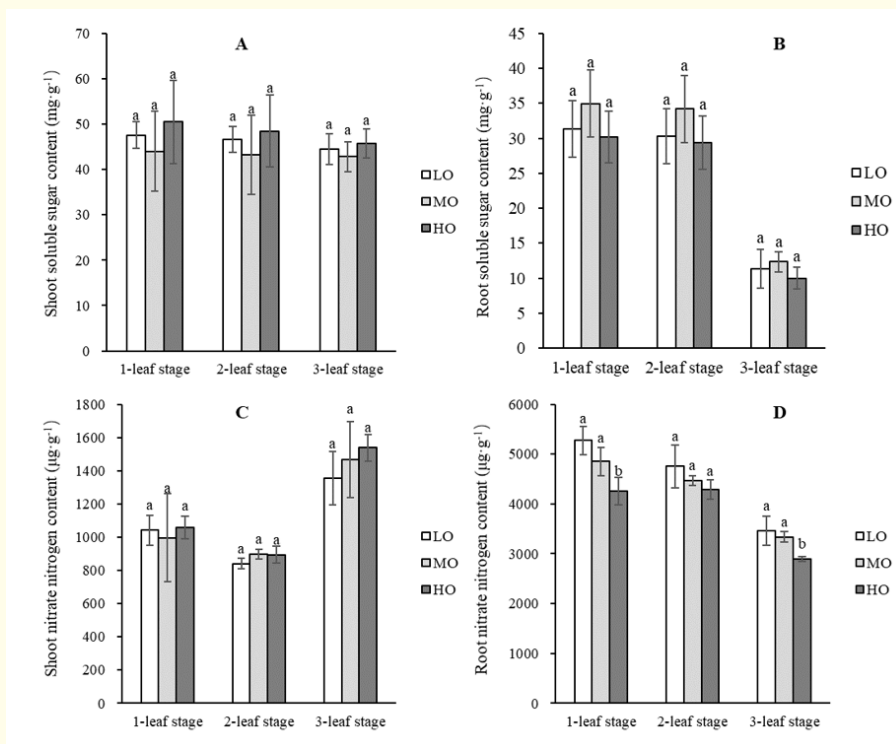 A
Shoot soluble sugar content (mg·g⁻¹)
70
60
50
40
30
20
10
0
a a a
a a a
a a a
1-leaf stage 2-leaf stage 3-leaf stage
LO
MO
HO
B
Root soluble sugar content (mg·g⁻¹)
45
40
35
30
25
20
15
10
5
0
a a a
a a a
a a a
1-leaf stage 2-leaf stage 3-leaf stage
LO
MO
HO
C
Shoot nitrate nitrogen content (μg·g⁻¹)
1800
1600
1400
1200
1000
800
600
400
200
0
a a a
a a a
a a a
1-leaf stage 2-leaf stage 3-leaf stage
LO
MO
HO
D
Root nitrate nitrogen content (μg·g⁻¹)
6000
5000
4000
3000
2000
1000
0
a a b
a a a
a a b
1-leaf stage 2-leaf stage 3-leaf stage
LO
MO
HO